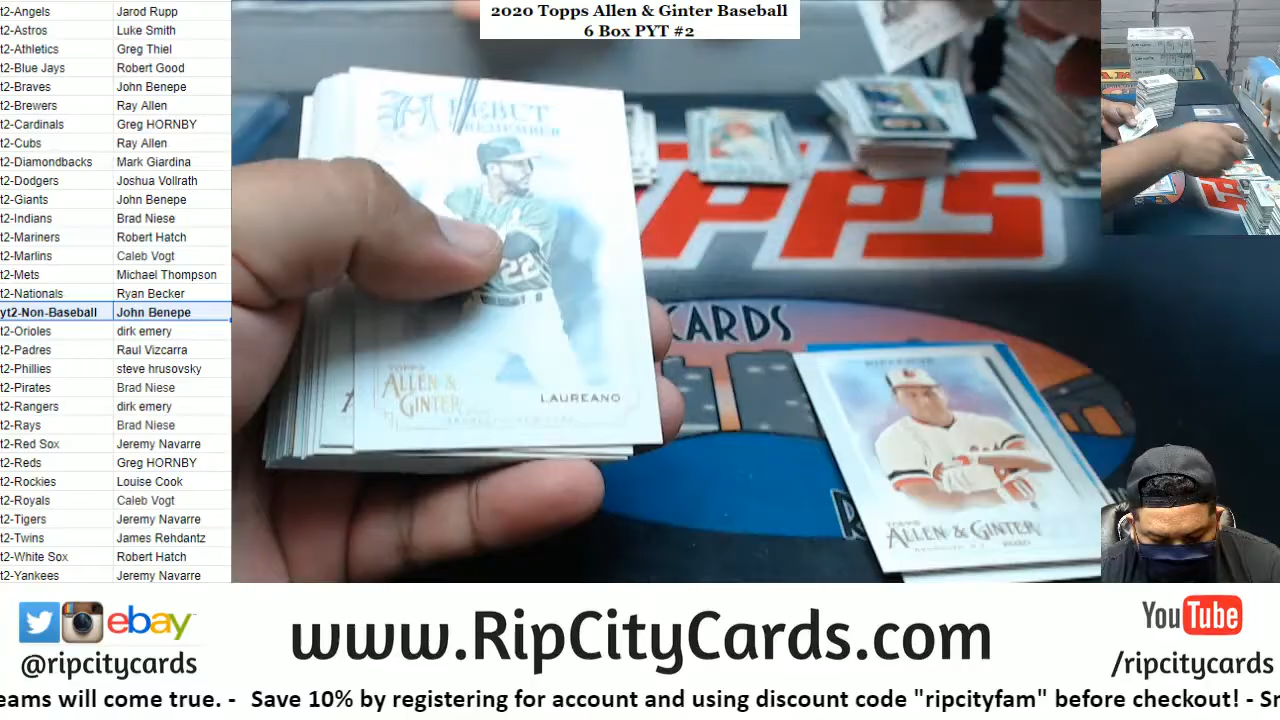 2020 Topps Allen & Ginter Baseball
6 Box PYT #2
t2-Angels Jarod Rupp
t2-Astros Luke Smith
t2-Athletics Greg Thiel
t2-Blue Jays Robert Good
t2-Braves John Benepe
t2-Brewers Ray Allen
t2-Cardinals Greg HORNBY
t2-Cubs Ray Allen
t2-Diamondbacks Mark Giardina
t2-Dodgers Joshua Vollrath
t2-Giants John Benepe
t2-Indians Brad Niese
t2-Mariners Robert Hatch
t2-Marlins Caleb Vogt
t2-Mets Michael Thompson
t2-Nationals Ryan Becker
yt2-Non-Baseball John Benepe
t2-Orioles dirk emery
t2-Padres Raul Vizcarra
t2-Phillies steve hrusovsky
t2-Pirates Brad Niese
t2-Rangers dirk emery
t2-Rays Brad Niese
t2-Red Sox Jeremy Navarre
t2-Reds Greg HORNBY
t2-Rockies Louise Cook
t2-Royals Caleb Vogt
t2-Tigers Jeremy Navarre
t2-Twins James Rehdantz
t2-White Sox Robert Hatch
t2-Yankees Jeremy Navarre
DEBUT
REMEMBER
22
TOPPS
ALLEN &
GINTER
LAUREANO
PPS
CARDS
TOPPS
ALLEN & GINTER
ebay
@ripcitycards
www.RipCityCards.com
YouTube
/ripcitycards
eams will come true. - Save 10% by registering for account and using discount code "ripcityfam" before checkout! - Sr